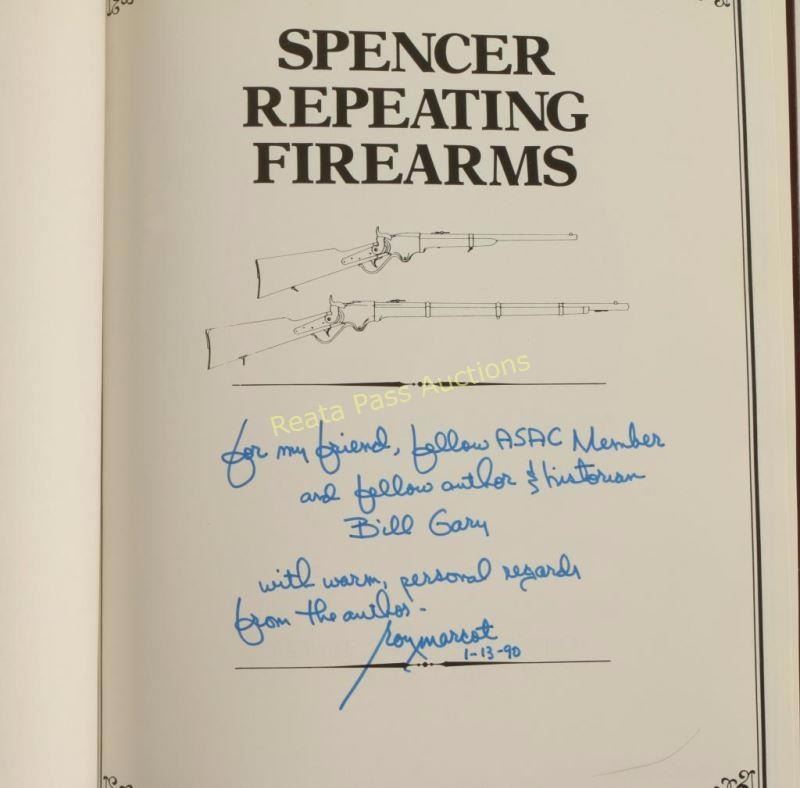 SPENCER
REPEATING
FIREARMS
Reata Pass Auctions
for my friend, fellow ASAC Member
and fellow author & historian
Bill Gary
with warm, personal regards
from the author -
Roy Marcot
1-13-90